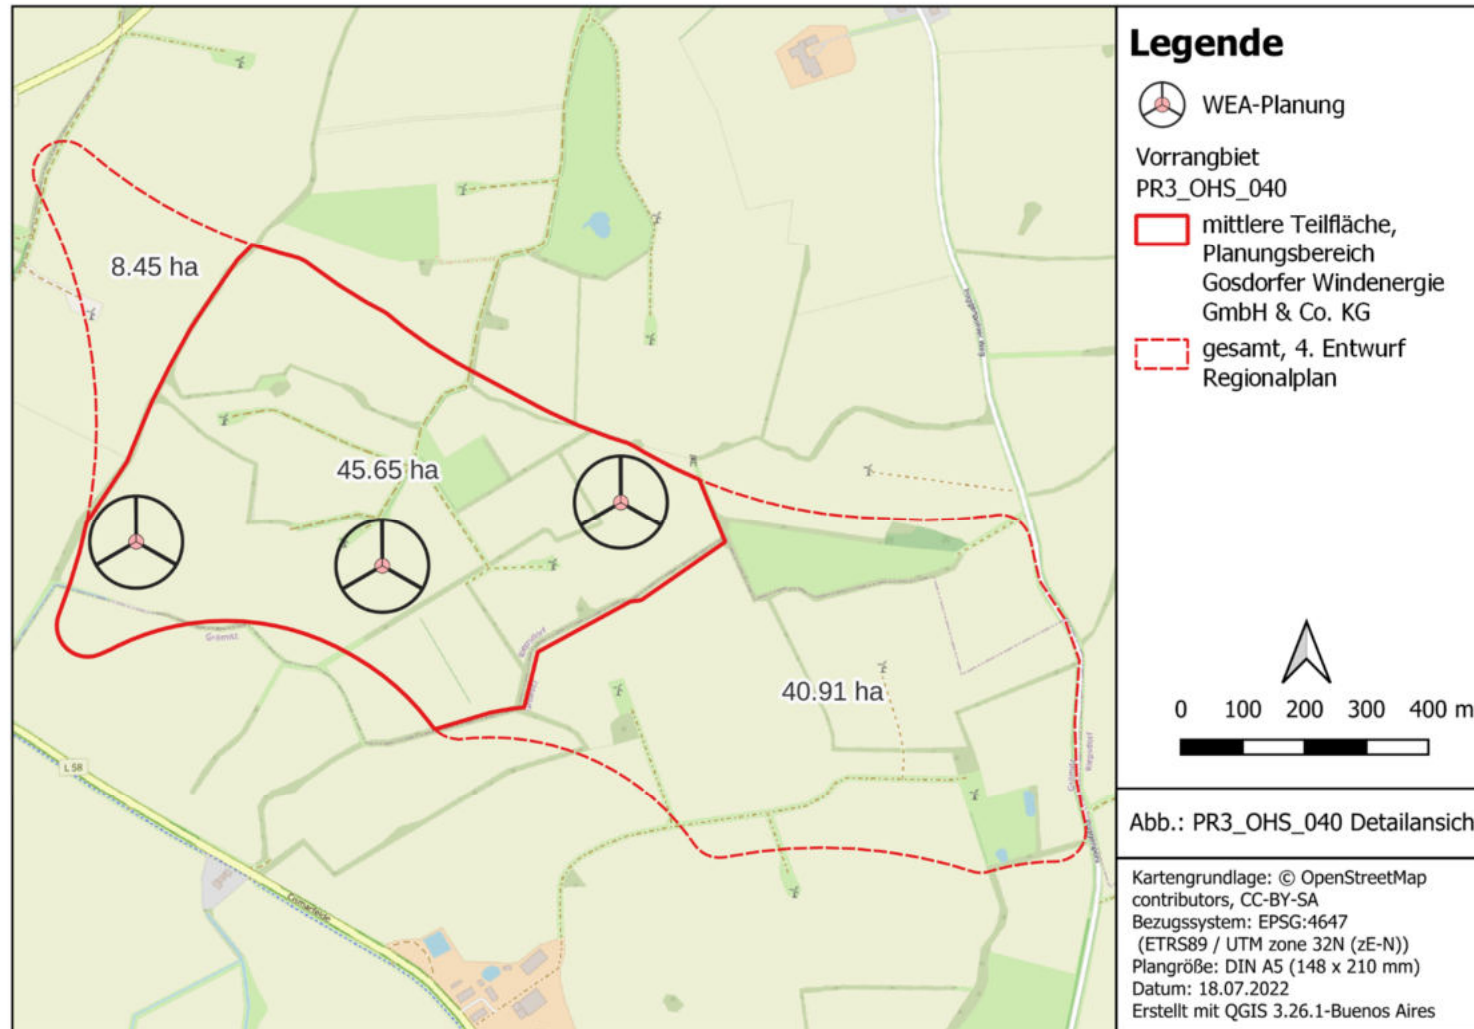 8.45 ha
45.65 ha
40.91 ha
L 58
Grömitz
Legende
WEA-Planung
Vorrangbiet
PR3_OHS_040
mittlere Teilfläche,
Planungsbereich
Gosdorfer Windenergie
GmbH & Co. KG
gesamt, 4. Entwurf
Regionalplan
0 100 200 300 400 m
Abb.: PR3_OHS_040 Detailansich
Kartengrundlage: © OpenStreetMap
contributors, CC-BY-SA
Bezugssystem: EPSG:4647
(ETRS89 / UTM zone 32N (zE-N))
Plangröße: DIN A5 (148 x 210 mm)
Datum: 18.07.2022
Erstellt mit QGIS 3.26.1-Buenos Aires